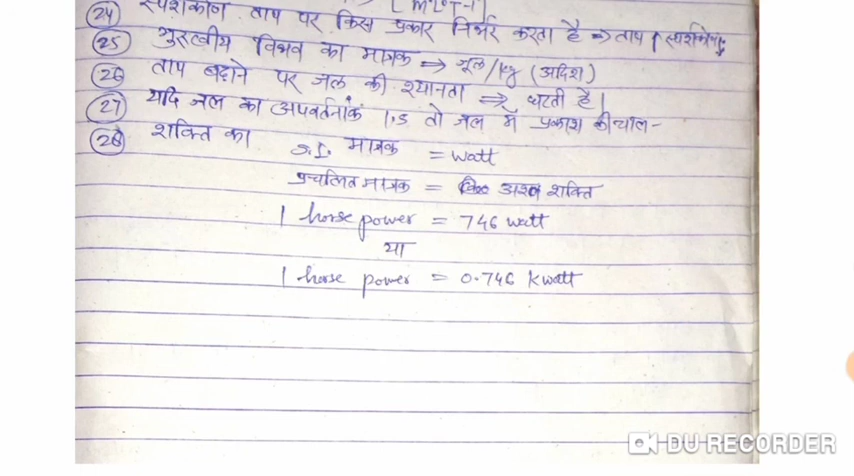 [M¹L⁰T⁻¹]
(24) स्पर्शकोण ताप पर किस प्रकार निर्भर करता है ⇒ ताप ↑ स्पर्शकोण ↓
(25) गुरुत्वीय विभव का मात्रक ⇒ जूल/kg (अदिश)
(26) ताप बढ़ाने पर जल की श्यानता ⇒ घटती है।
(27) यदि जल का अपवर्तनांक 1.5 तो जल में प्रकाश की चाल -
(28) शक्ति का
S.I. मात्रक = watt
प्रचलित मात्रक = अश्व शक्ति
1 horse power = 746 watt
या
1 horse power = 0.746 kwatt
DU RECORDER